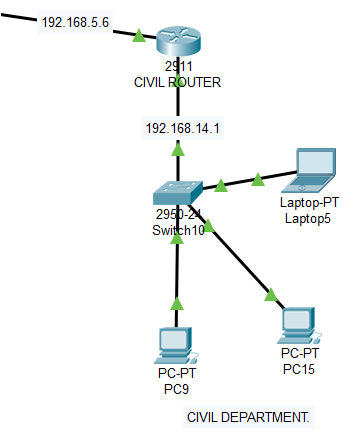 192.168.5.6
2911
CIVIL ROUTER
192.168.14.1
2950-24
Switch10
Laptop-PT
Laptop5
PC-PT
PC15
PC-PT
PC9
CIVIL DEPARTMENT.